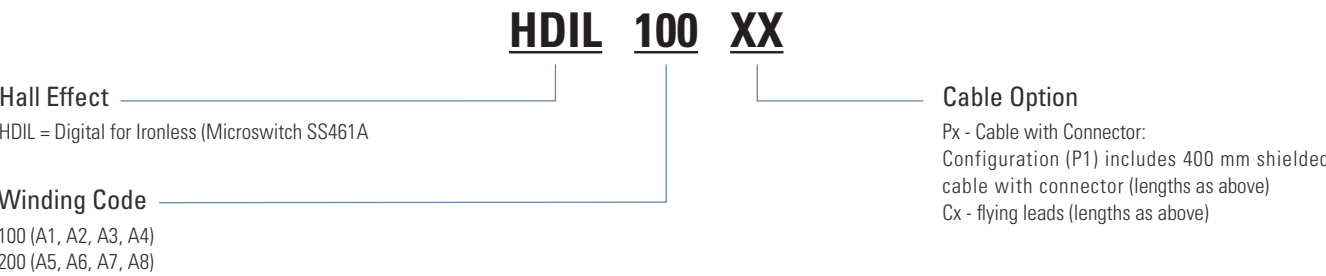 HDIL 100 XX
Hall Effect
HDIL = Digital for Ironless (Microswitch SS461A
Winding Code
100 (A1, A2, A3, A4)
200 (A5, A6, A7, A8)
Cable Option
Px - Cable with Connector:
Configuration (P1) includes 400 mm shielded
cable with connector (lengths as above)
Cx - flying leads (lengths as above)